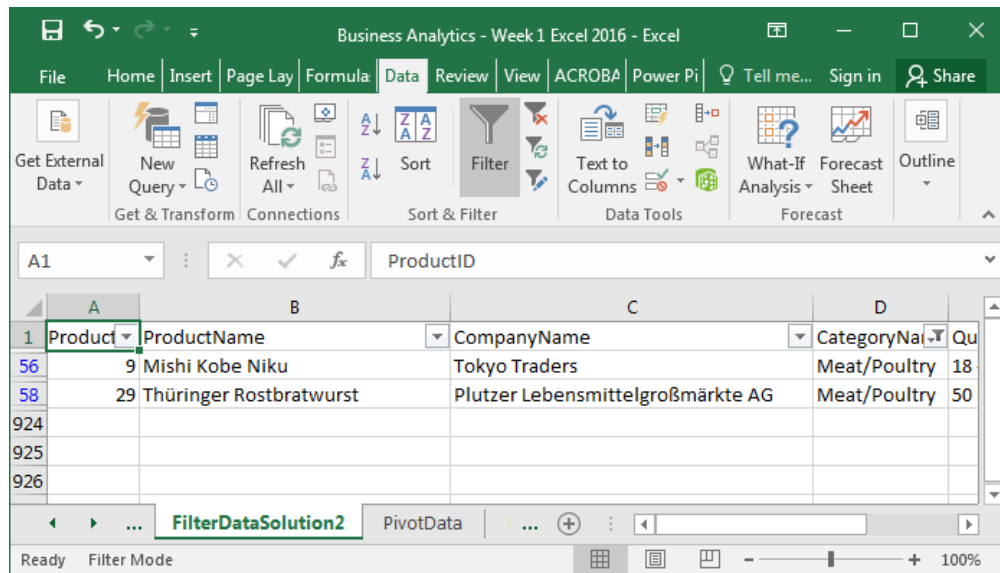 Business Analytics - Week 1 Excel 2016 - Excel
File Home Insert Page Lay Formula: Data Review View ACROBA Power Pi Tell me... Sign in Share
Get External Data
New Query
Refresh All
A Z
Z A
Z A A Z
Sort
Filter
Text to Columns
What-If Analysis
Forecast Sheet
Outline
Get & Transform Connections Sort & Filter Data Tools Forecast
A1 fx ProductID
A B C D
1 Product ProductName CompanyName CategoryNar Qu
56 9 Mishi Kobe Niku Tokyo Traders Meat/Poultry 18
58 29 Thüringer Rostbratwurst Plutzer Lebensmittelgroßmärkte AG Meat/Poultry 50
924
925
926
... FilterDataSolution2 PivotData ...
Ready Filter Mode 100%